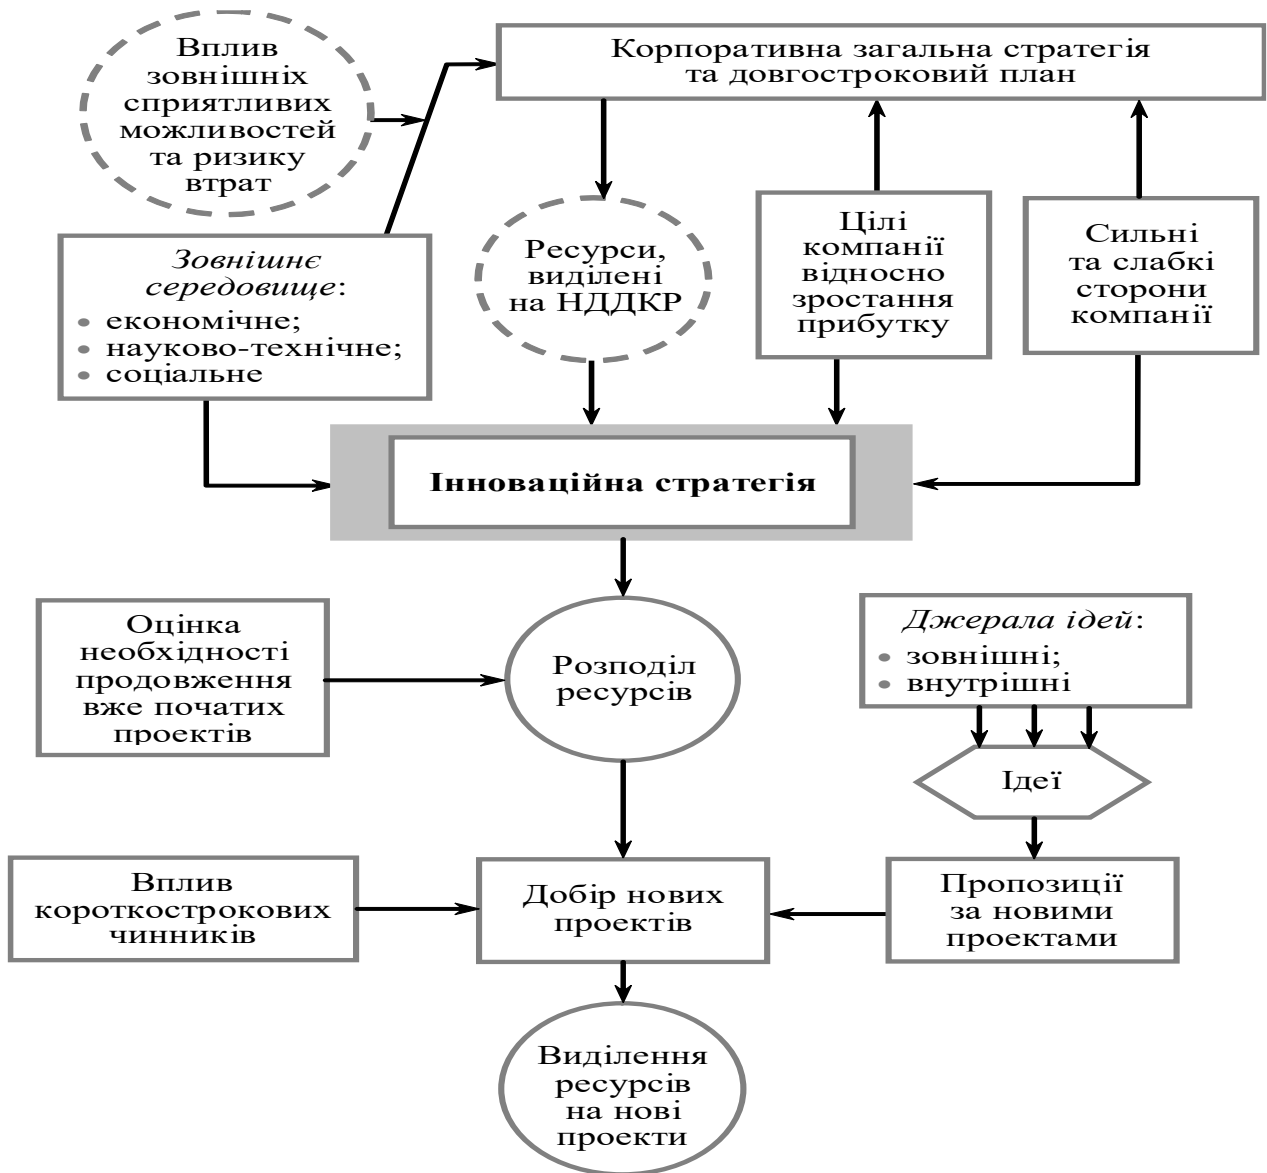 Вплив
зовнішніх
сприятливих
можливостей
та ризику
втрат
Корпоративна загальна стратегія
та довгостроковий план
Зовнішнє
середовище:
• економічне;
• науково-технічне;
• соціальне
Ресурси,
виділені
на НДДКР
Цілі
компанії
відносно
зростання
прибутку
Сильні
та слабкі
сторони
компанії
Інноваційна стратегія
Оцінка
необхідності
продовження
вже початих
проектів
Розподіл
ресурсів
Джерала ідей:
• зовнішні;
• внутрішні
Ідеї
Вплив
короткострокових
чинників
Добір нових
проектів
Пропозиції
за новими
проектами
Виділення
ресурсів
на нові
проекти